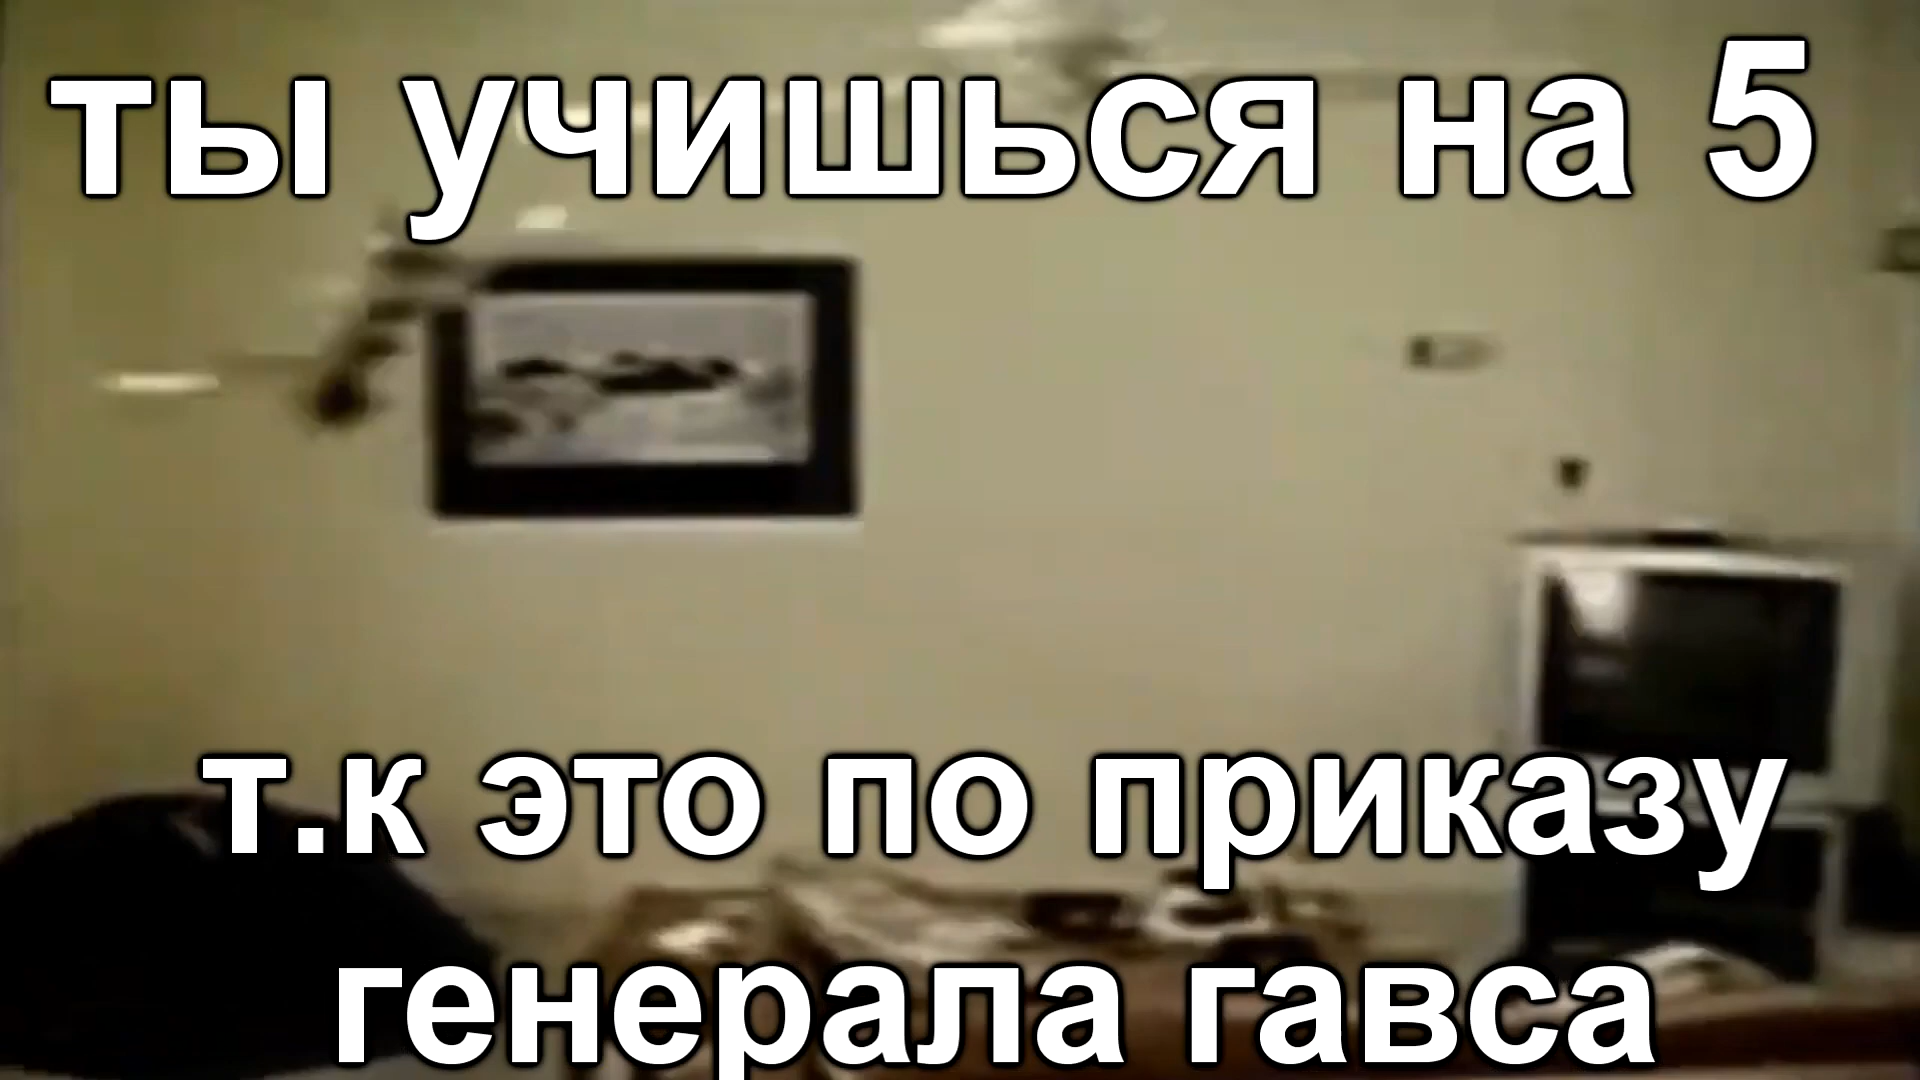 ты учишься на 5
т.к это по приказу
генерала гавса